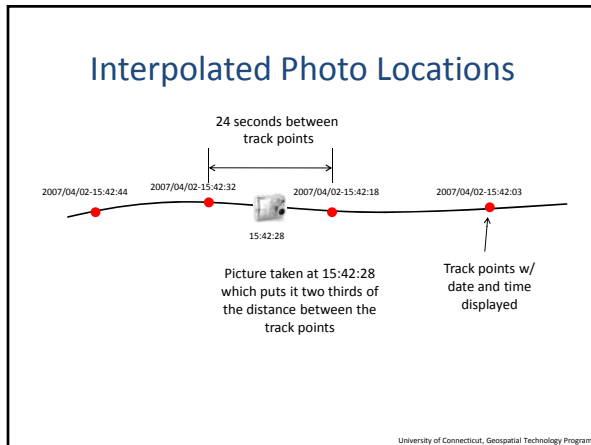 Interpolated Photo Locations
24 seconds between
track points
2007/04/02-15:42:44
2007/04/02-15:42:32
2007/04/02-15:42:18
2007/04/02-15:42:03
15:42:28
Picture taken at 15:42:28
which puts it two thirds of
the distance between the
track points
Track points w/
date and time
displayed
University of Connecticut, Geospatial Technology Program